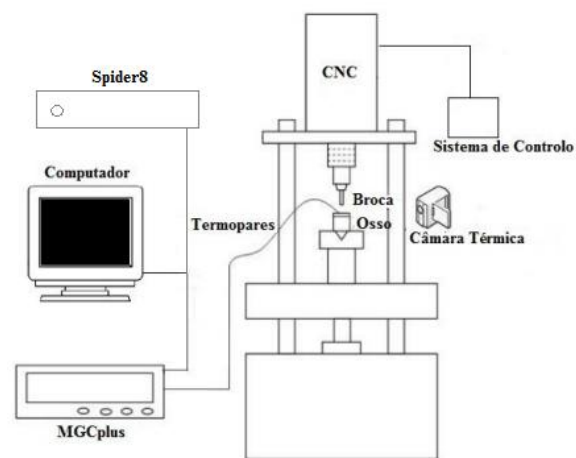 Spider8
CNC
Sistema de Controlo
Computador
Broca
Termopares
Osso
Câmara Térmica
MGCplus